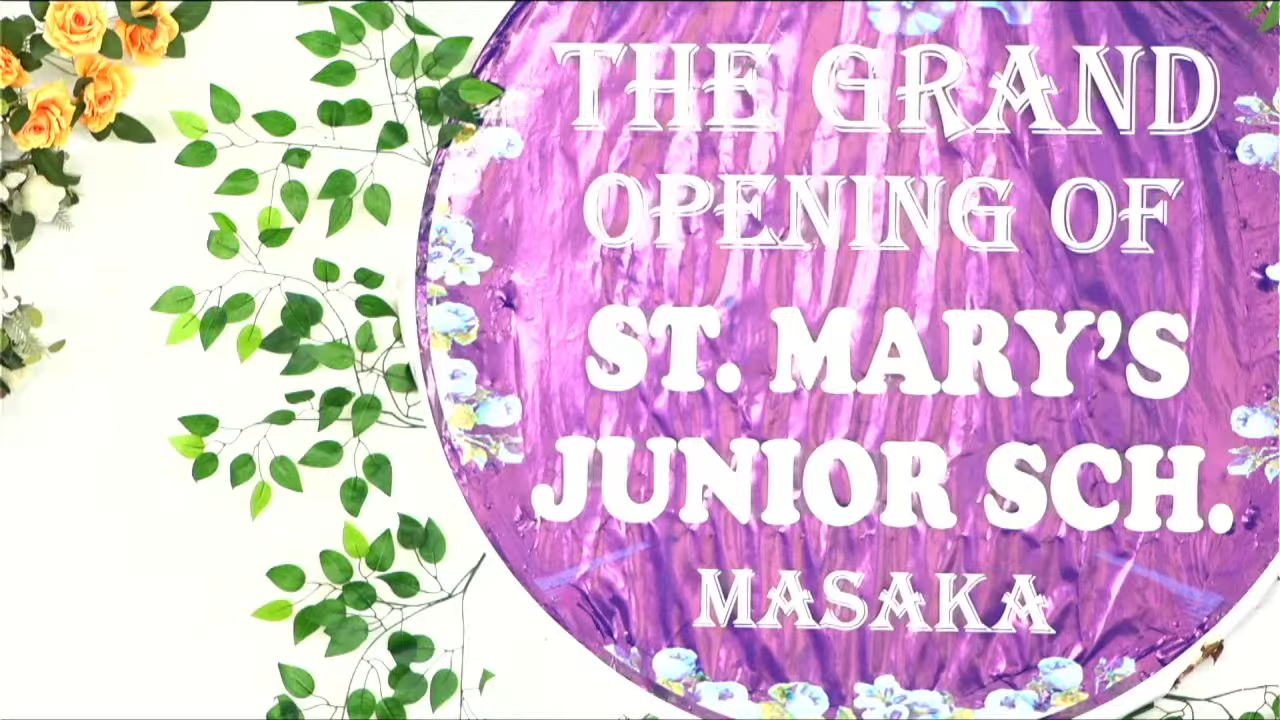 THE GRAND
OPENING OF
ST. MARY'S
JUNIOR SCH.
MASAKA